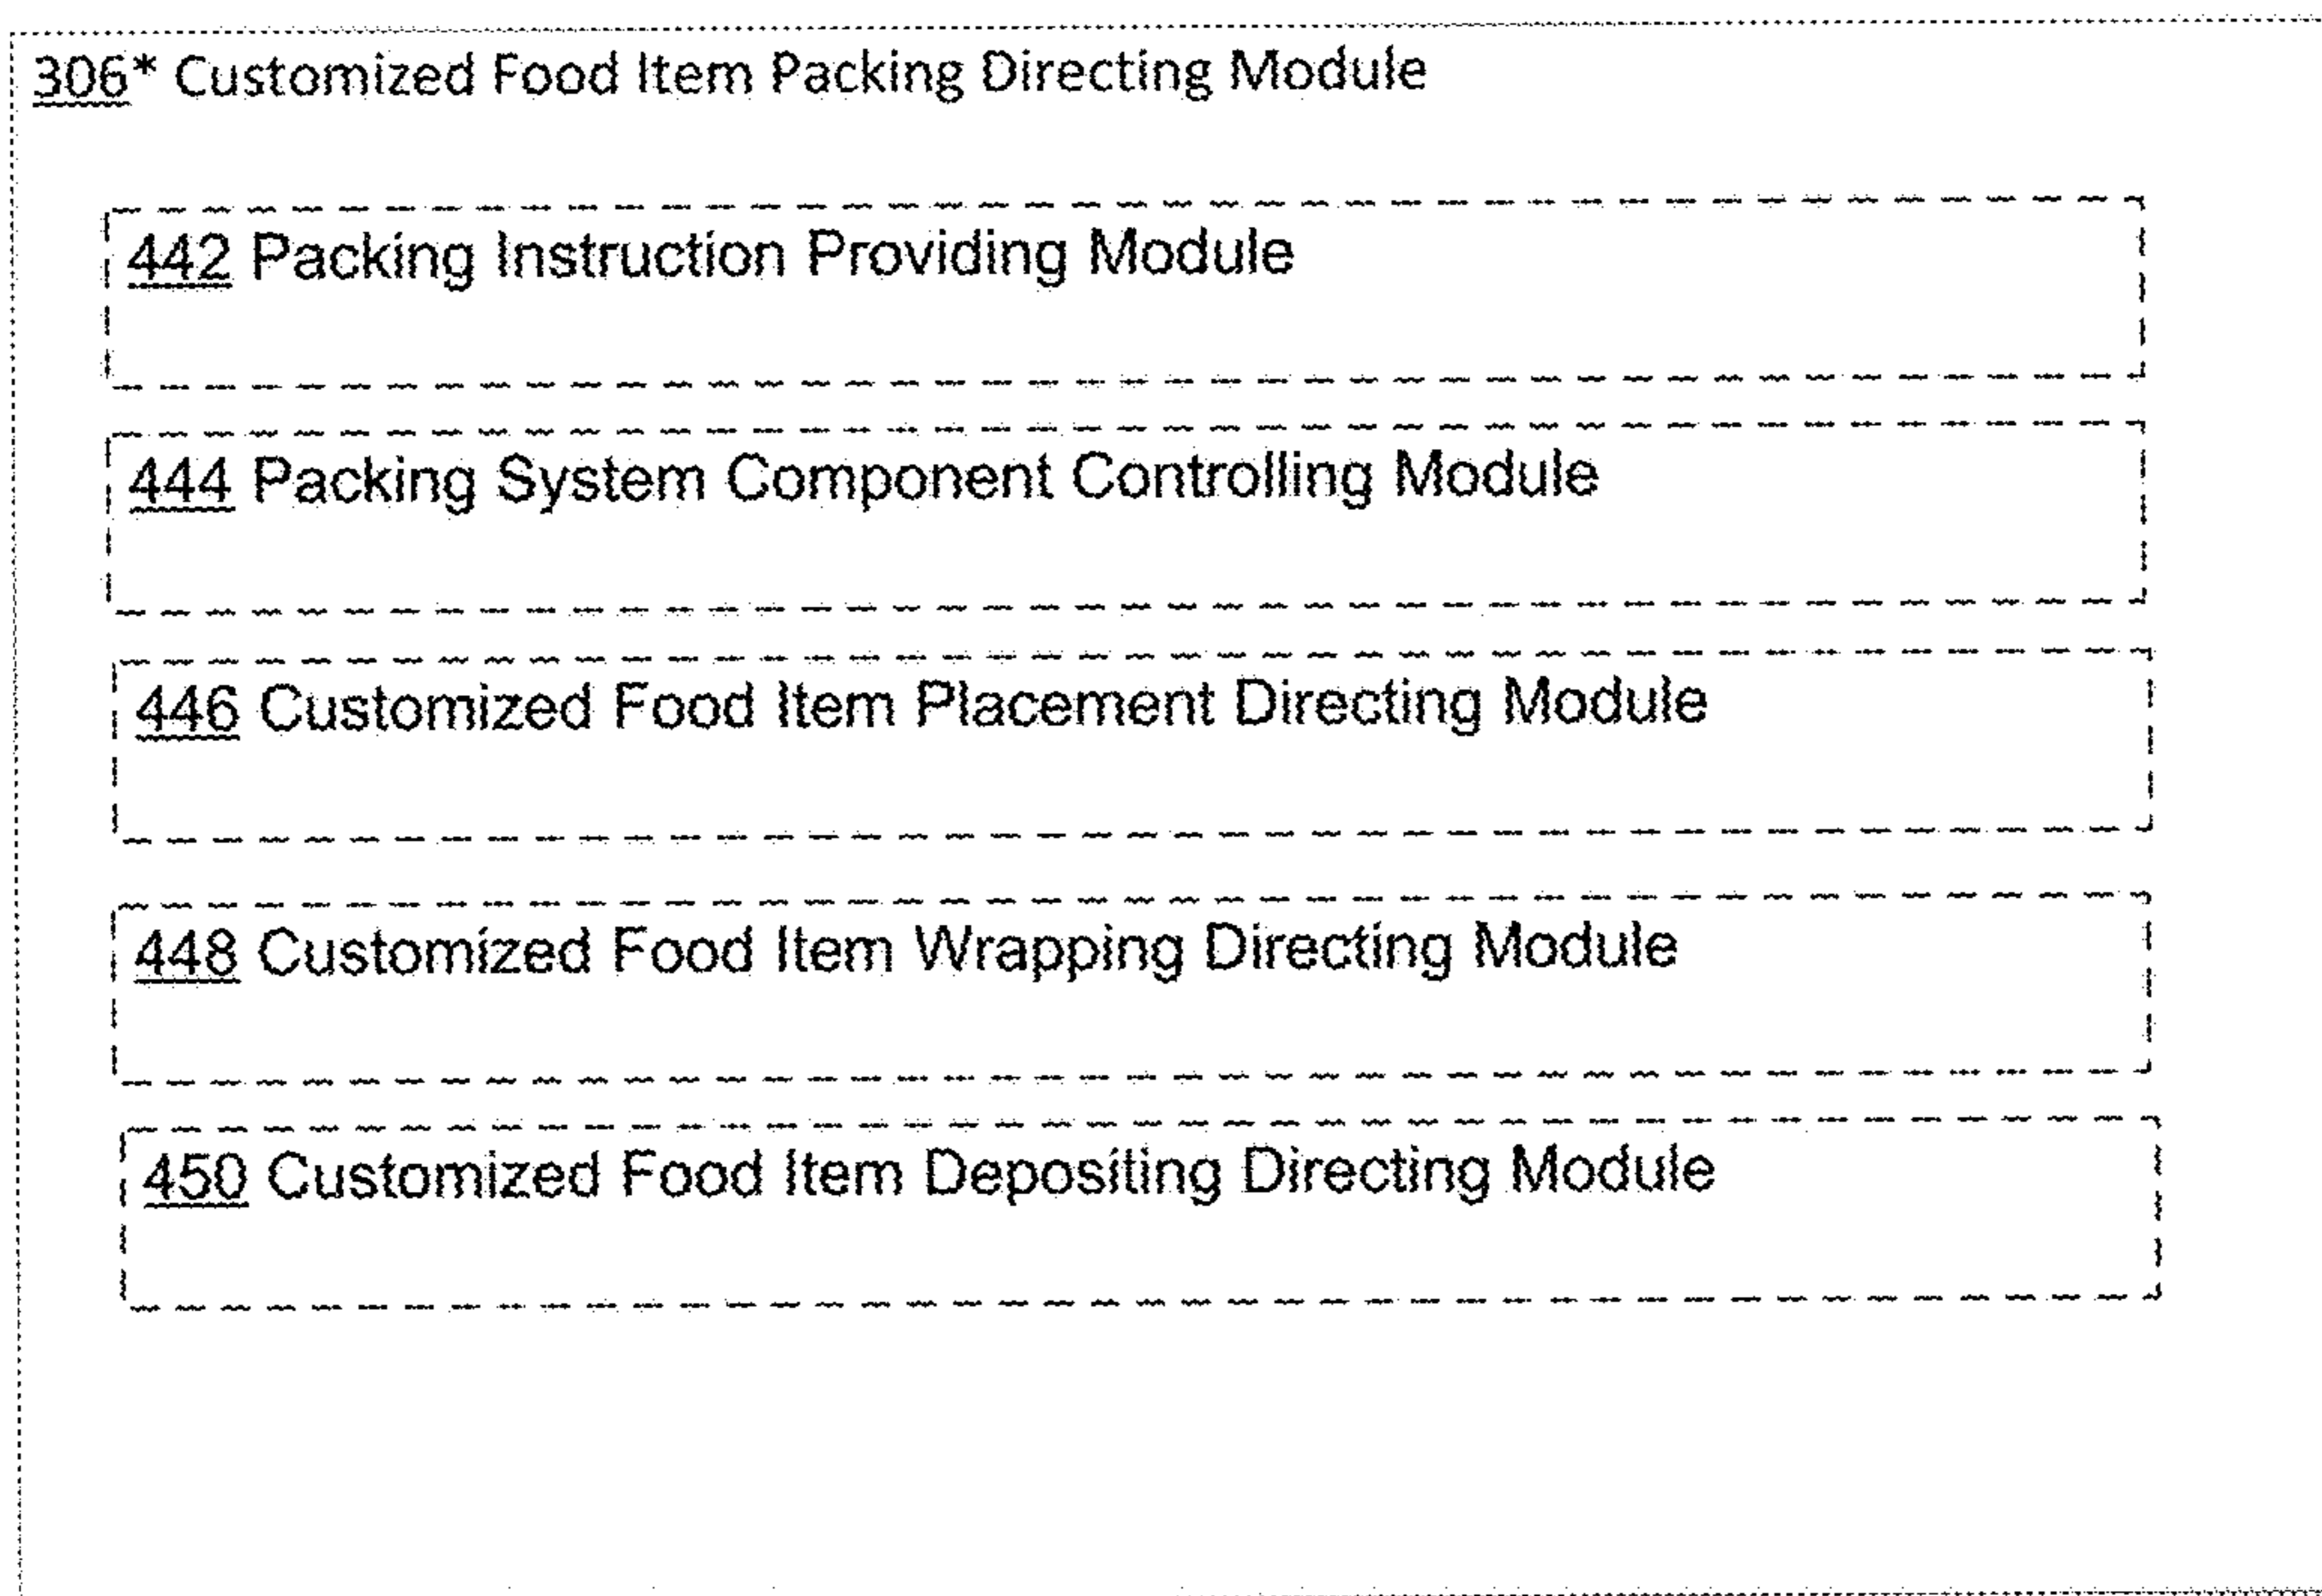 306* Customized Food Item Packing Directing Module
442 Packing Instruction Providing Module
444 Packing System Component Controlling Module
446 Customized Food Item Placement Directing Module
448 Customized Food Item Wrapping Directing Module
450 Customized Food Item Depositing Directing Module